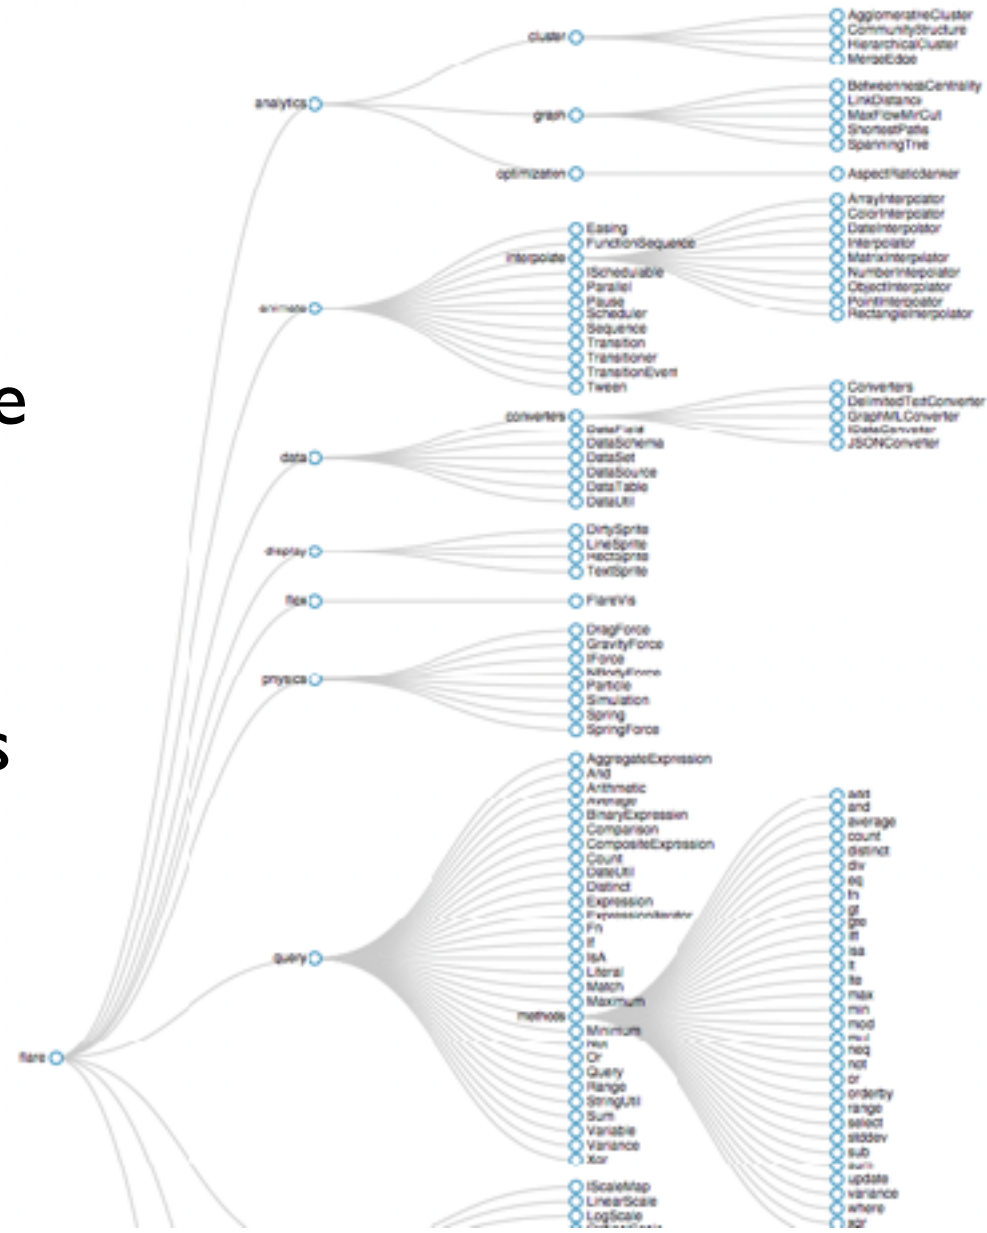 e
s
flare
analytics
cluster
AgglomerativeCluster
CommunityStructure
HierarchicalCluster
MergeEdge
graph
BetweennessCentrality
LinkDistance
MaxFlowMinCut
ShortestPaths
SpanningTree
optimization
AspectRatioBanker
animate
Easing
FunctionSequence
interpolate
ArrayInterpolator
ColorInterpolator
DateInterpolator
Interpolator
MatrixInterpolator
NumberInterpolator
ObjectInterpolator
PointInterpolator
RectangleInterpolator
ISchedulable
Parallel
Pause
Scheduler
Sequence
Transition
Transitioner
TransitionEvent
Tween
data
converters
Converters
DelimitedTextConverter
GraphMLConverter
IDataConverter
JSONConverter
DataField
DataSchema
DataSet
DataSource
DataTable
DataUtil
display
DirtySprite
LineSprite
RectSprite
TextSprite
flex
FlareVis
physics
DragForce
GravityForce
IForce
NBodyForce
Particle
Simulation
Spring
SpringForce
query
AggregateExpression
And
Arithmetic
Average
BinaryExpression
Comparison
CompositeExpression
Count
DateUtil
Distinct
Expression
ExpressionIterator
Fn
If
IsA
Literal
Match
Maximum
methods
add
and
average
count
distinct
div
eq
fn
gt
gte
iff
isa
lt
lte
max
min
mod
mul
neq
not
or
orderby
range
select
stddev
sub
sum
update
variance
where
xor
Minimum
Not
Or
Query
Range
StringUtil
Sum
Variable
Variance
Xor
IScaleMap
LinearScale
LogScale